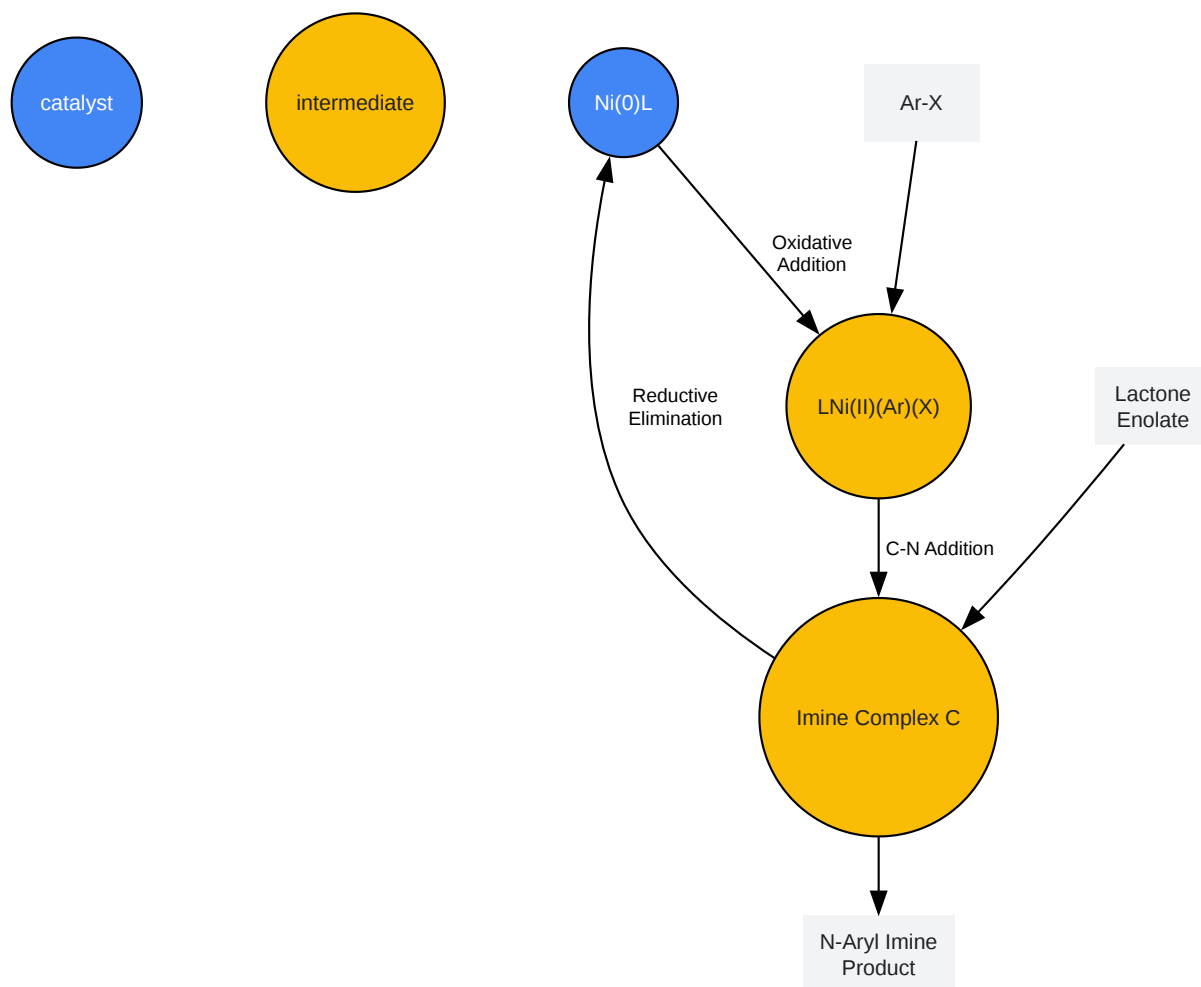 catalyst
intermediate
Ni(0)L
Ar-X
Oxidative
Addition
Reductive
Elimination
LNi(II)(Ar)(X)
Lactone
Enolate
C-N Addition
Imine Complex C
N-Aryl Imine
Product